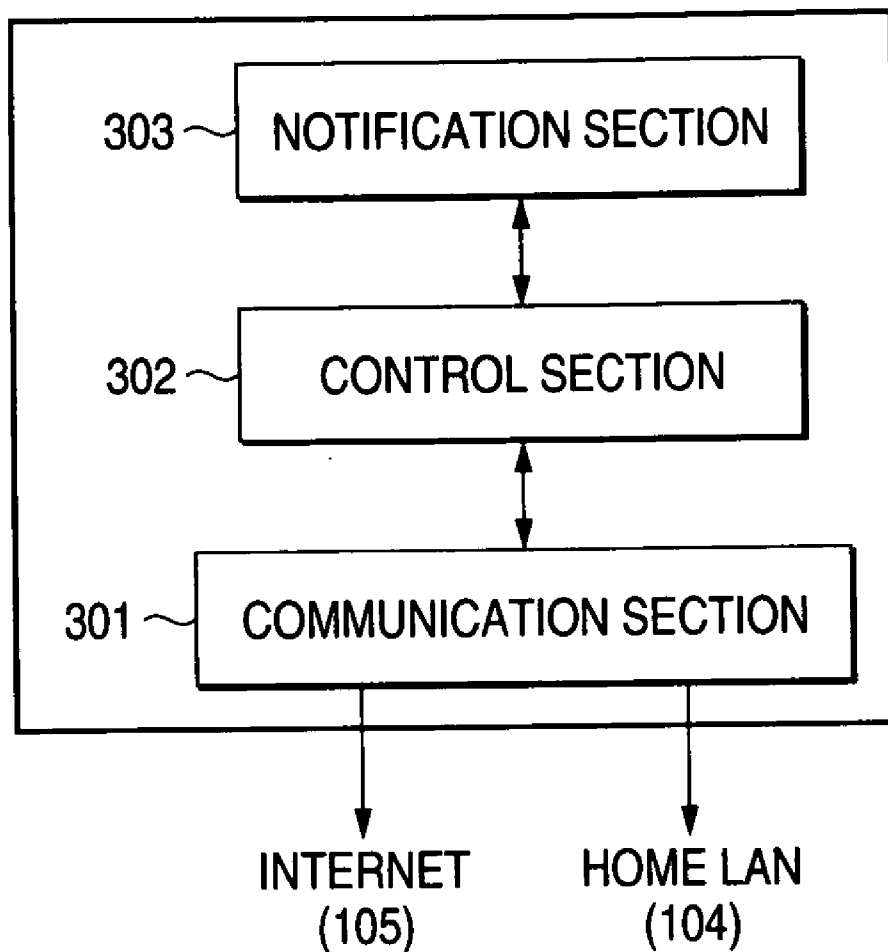 303 NOTIFICATION SECTION
302 CONTROL SECTION
301 COMMUNICATION SECTION
INTERNET
(105)
HOME LAN
(104)